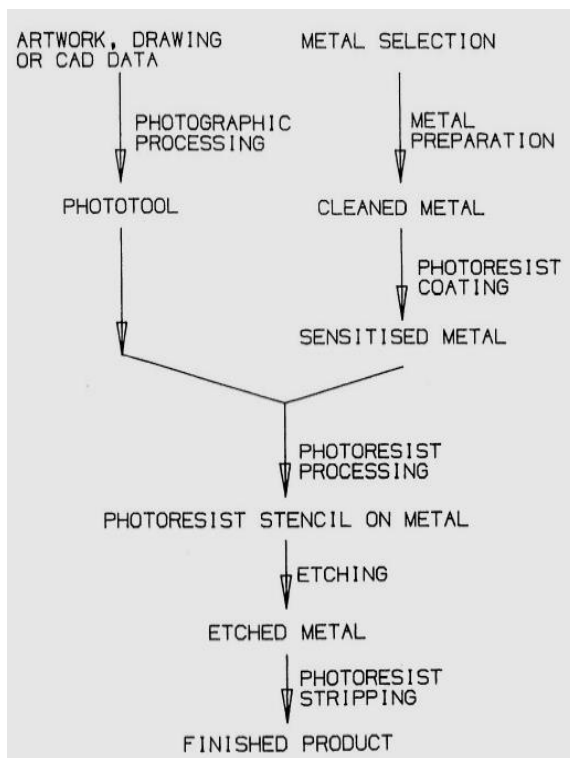 ARTWORK, DRAWING
OR CAD DATA
METAL SELECTION
PHOTOGRAPHIC
PROCESSING
METAL
PREPARATION
PHOTOTOOL
CLEANED METAL
PHOTORESIST
COATING
SENSITISED METAL
PHOTORESIST
PROCESSING
PHOTORESIST STENCIL ON METAL
ETCHING
ETCHED METAL
PHOTORESIST
STRIPPING
FINISHED PRODUCT